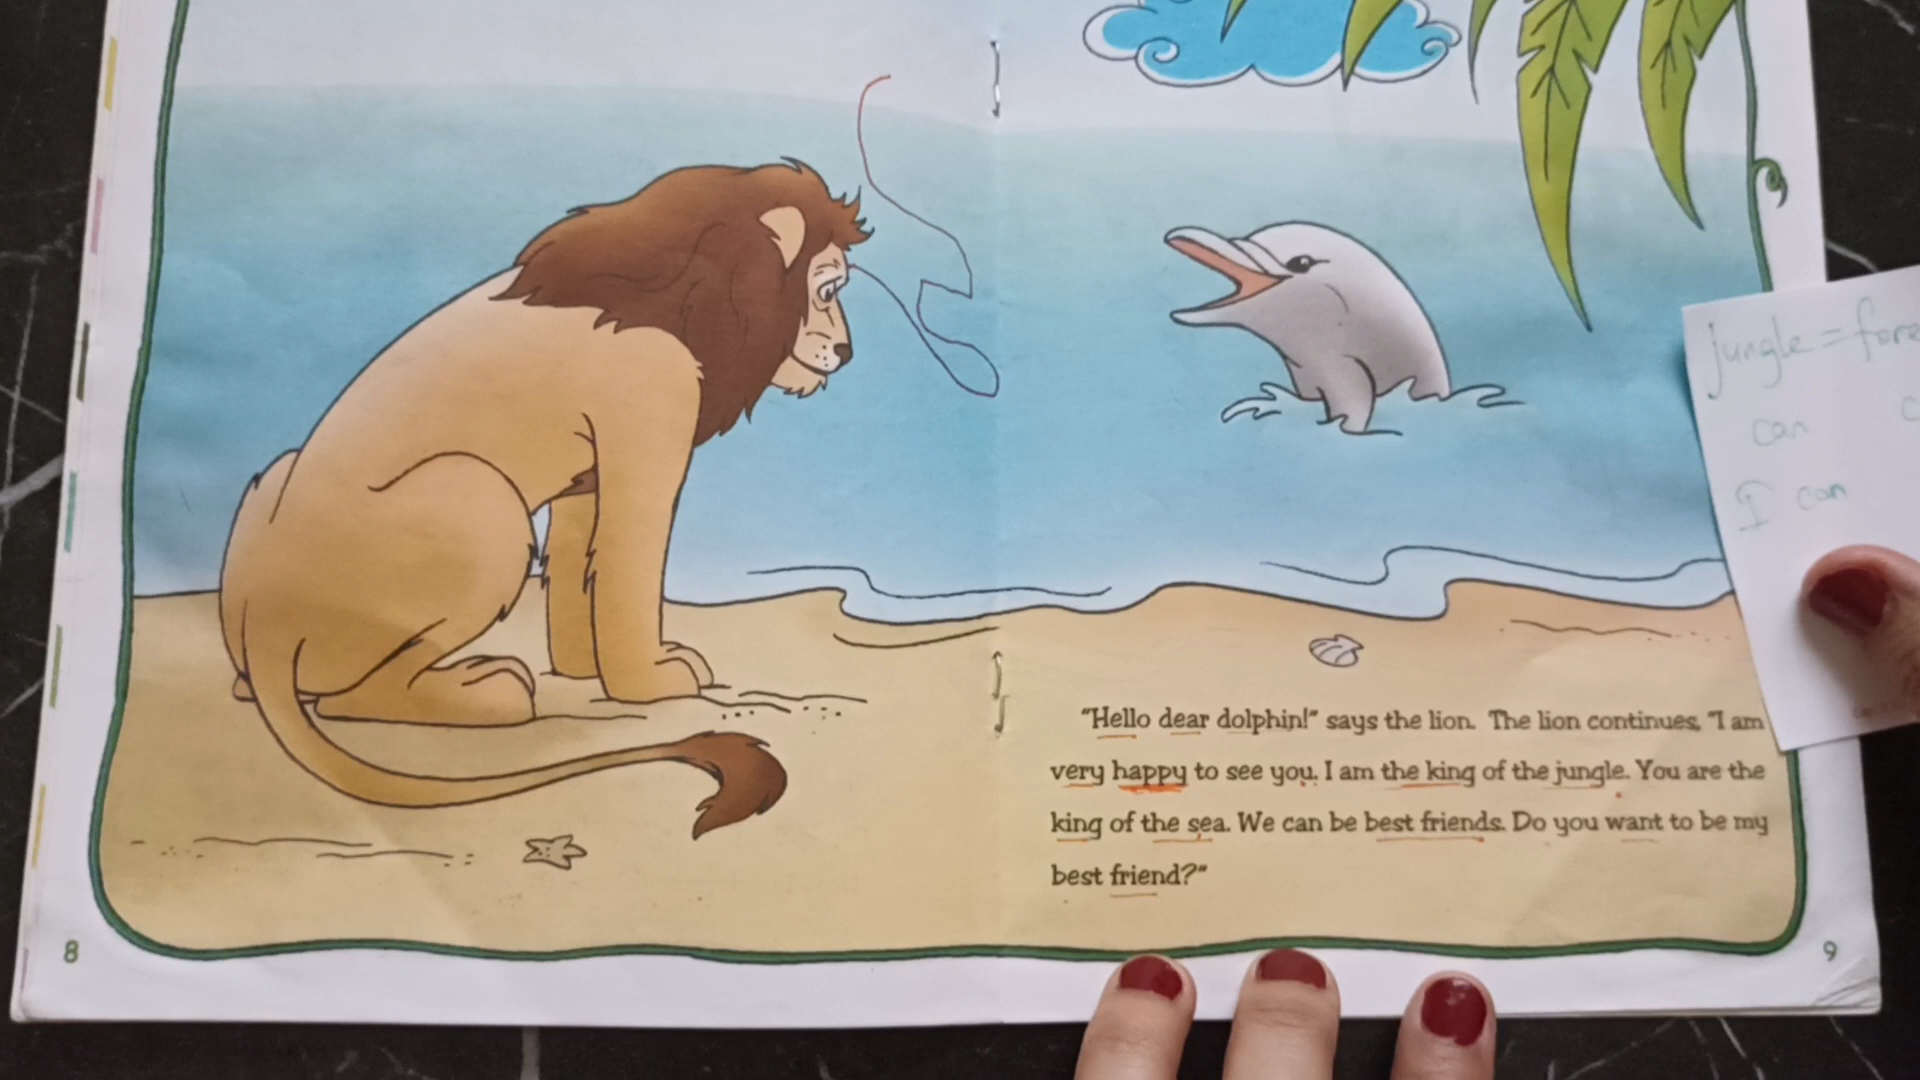 "Hello dear dolphin!" says the lion. The lion continues, "I am
very happy to see you. I am the king of the jungle. You are the
king of the sea. We can be best friends. Do you want to be my
best friend?"
8
9
jungle =
can
I can